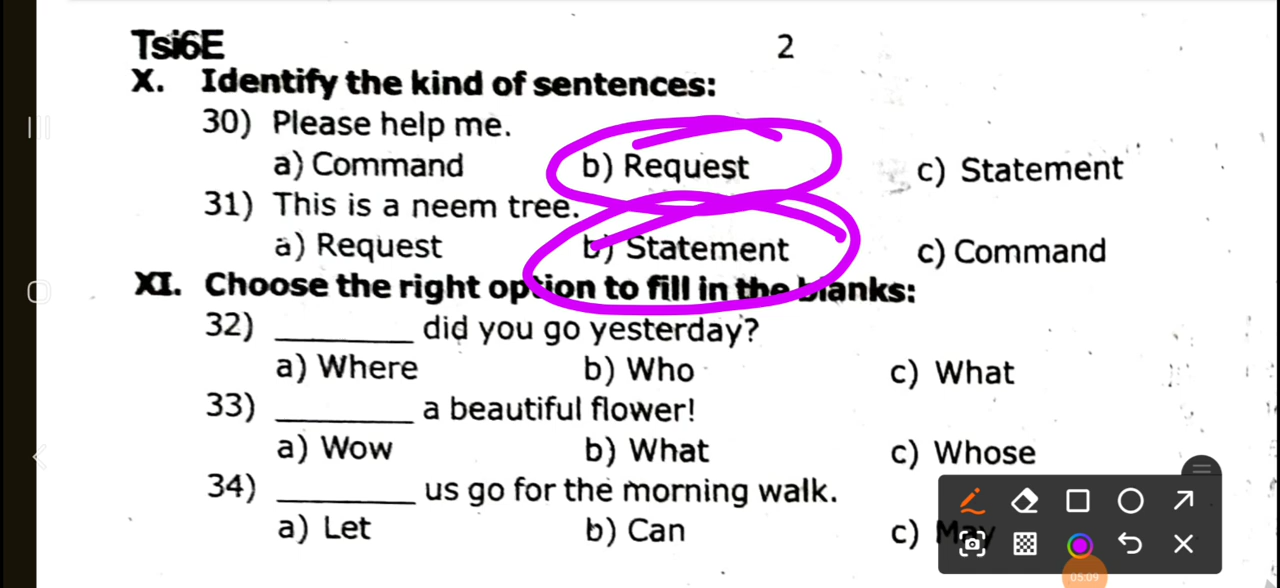 Tsi6E 2
X. Identify the kind of sentences:
30) Please help me.
a) Command b) Request c) Statement
31) This is a neem tree.
a) Request b) Statement c) Command
XI. Choose the right option to fill in the blanks:
32) ________ did you go yesterday?
a) Where b) Who c) What
33) ________ a beautiful flower!
a) Wow b) What c) Whose
34) ________ us go for the morning walk.
a) Let b) Can c) May
05:09